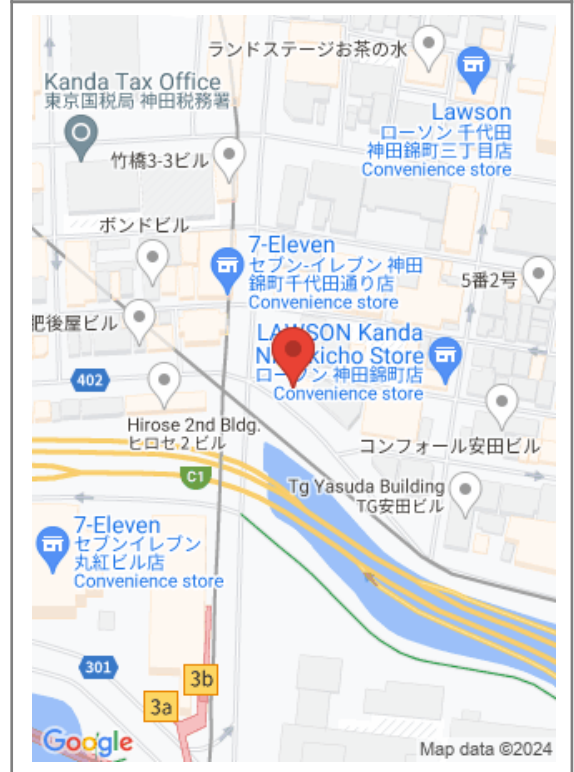 ランドステージお茶の水
Kanda Tax Office
東京国税局 神田税務署
Lawson
ローソン 千代田
神田錦町三丁目店
Convenience store
竹橋3-3ビル
ボンドビル
7-Eleven
セブン-イレブン 神田
錦町千代田通り店
Convenience store
5番2号
肥後屋ビル
LAWSON Kanda
Store
ローソン 神田錦町店
Convenience store
402
Hirose 2nd Bldg.
ヒロセ2ビル
コンフォール安田ビル
C1
Tg Yasuda Building
TG安田ビル
7-Eleven
セブンイレブン
丸紅ビル店
Convenience store
301
3b
3a
Google
Map data ©2024